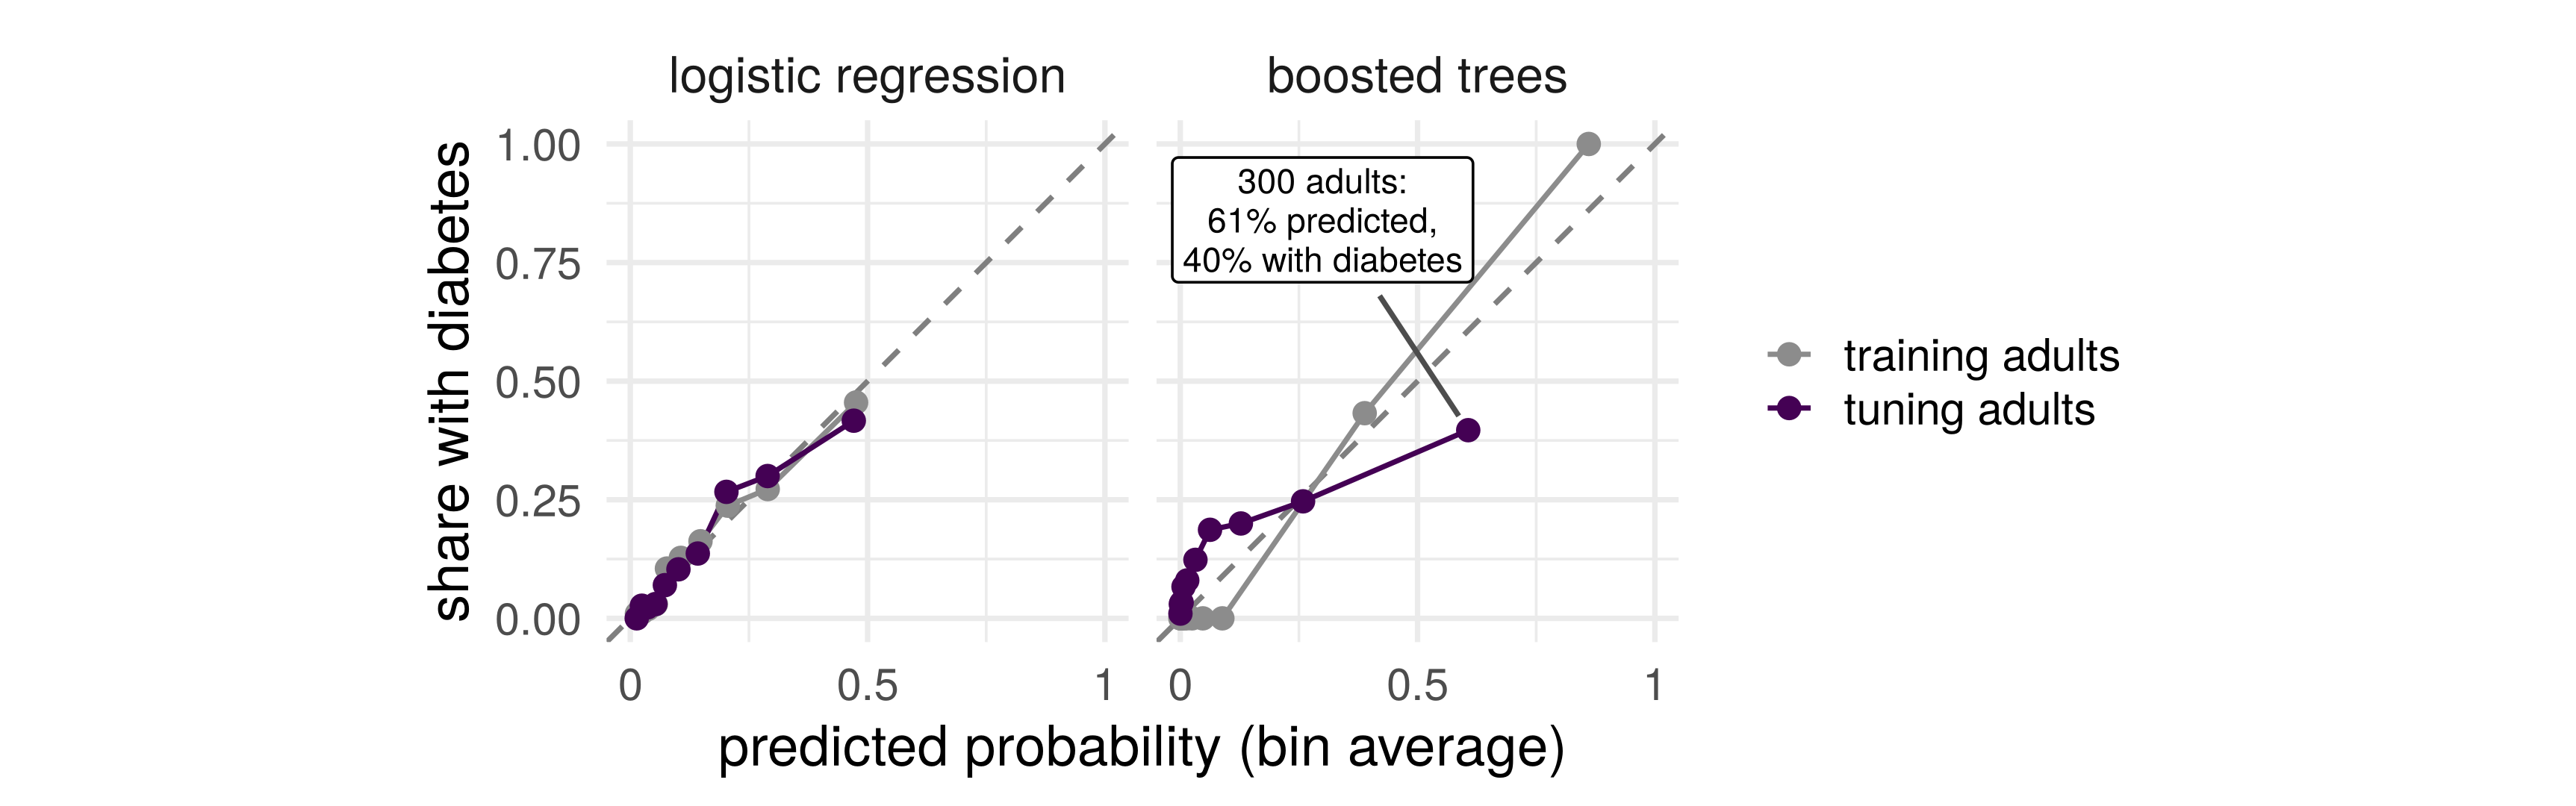 logistic regression
boosted trees
share with diabetes
1.00
0.75
0.50
0.25
0.00
300 adults:
61% predicted,
40% with diabetes
0
0.5
1
0
0.5
1
predicted probability (bin average)
training adults
tuning adults